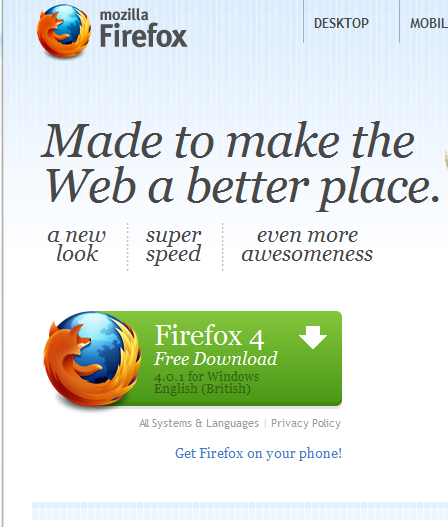 mozilla
Firefox
DESKTOP
MOBIL
Made to make the
Web a better place.
a new
look
super
speed
even more
awesomeness
Firefox 4
Free Download
4.0.1 for Windows
English (British)
All Systems & Languages | Privacy Policy
Get Firefox on your phone!